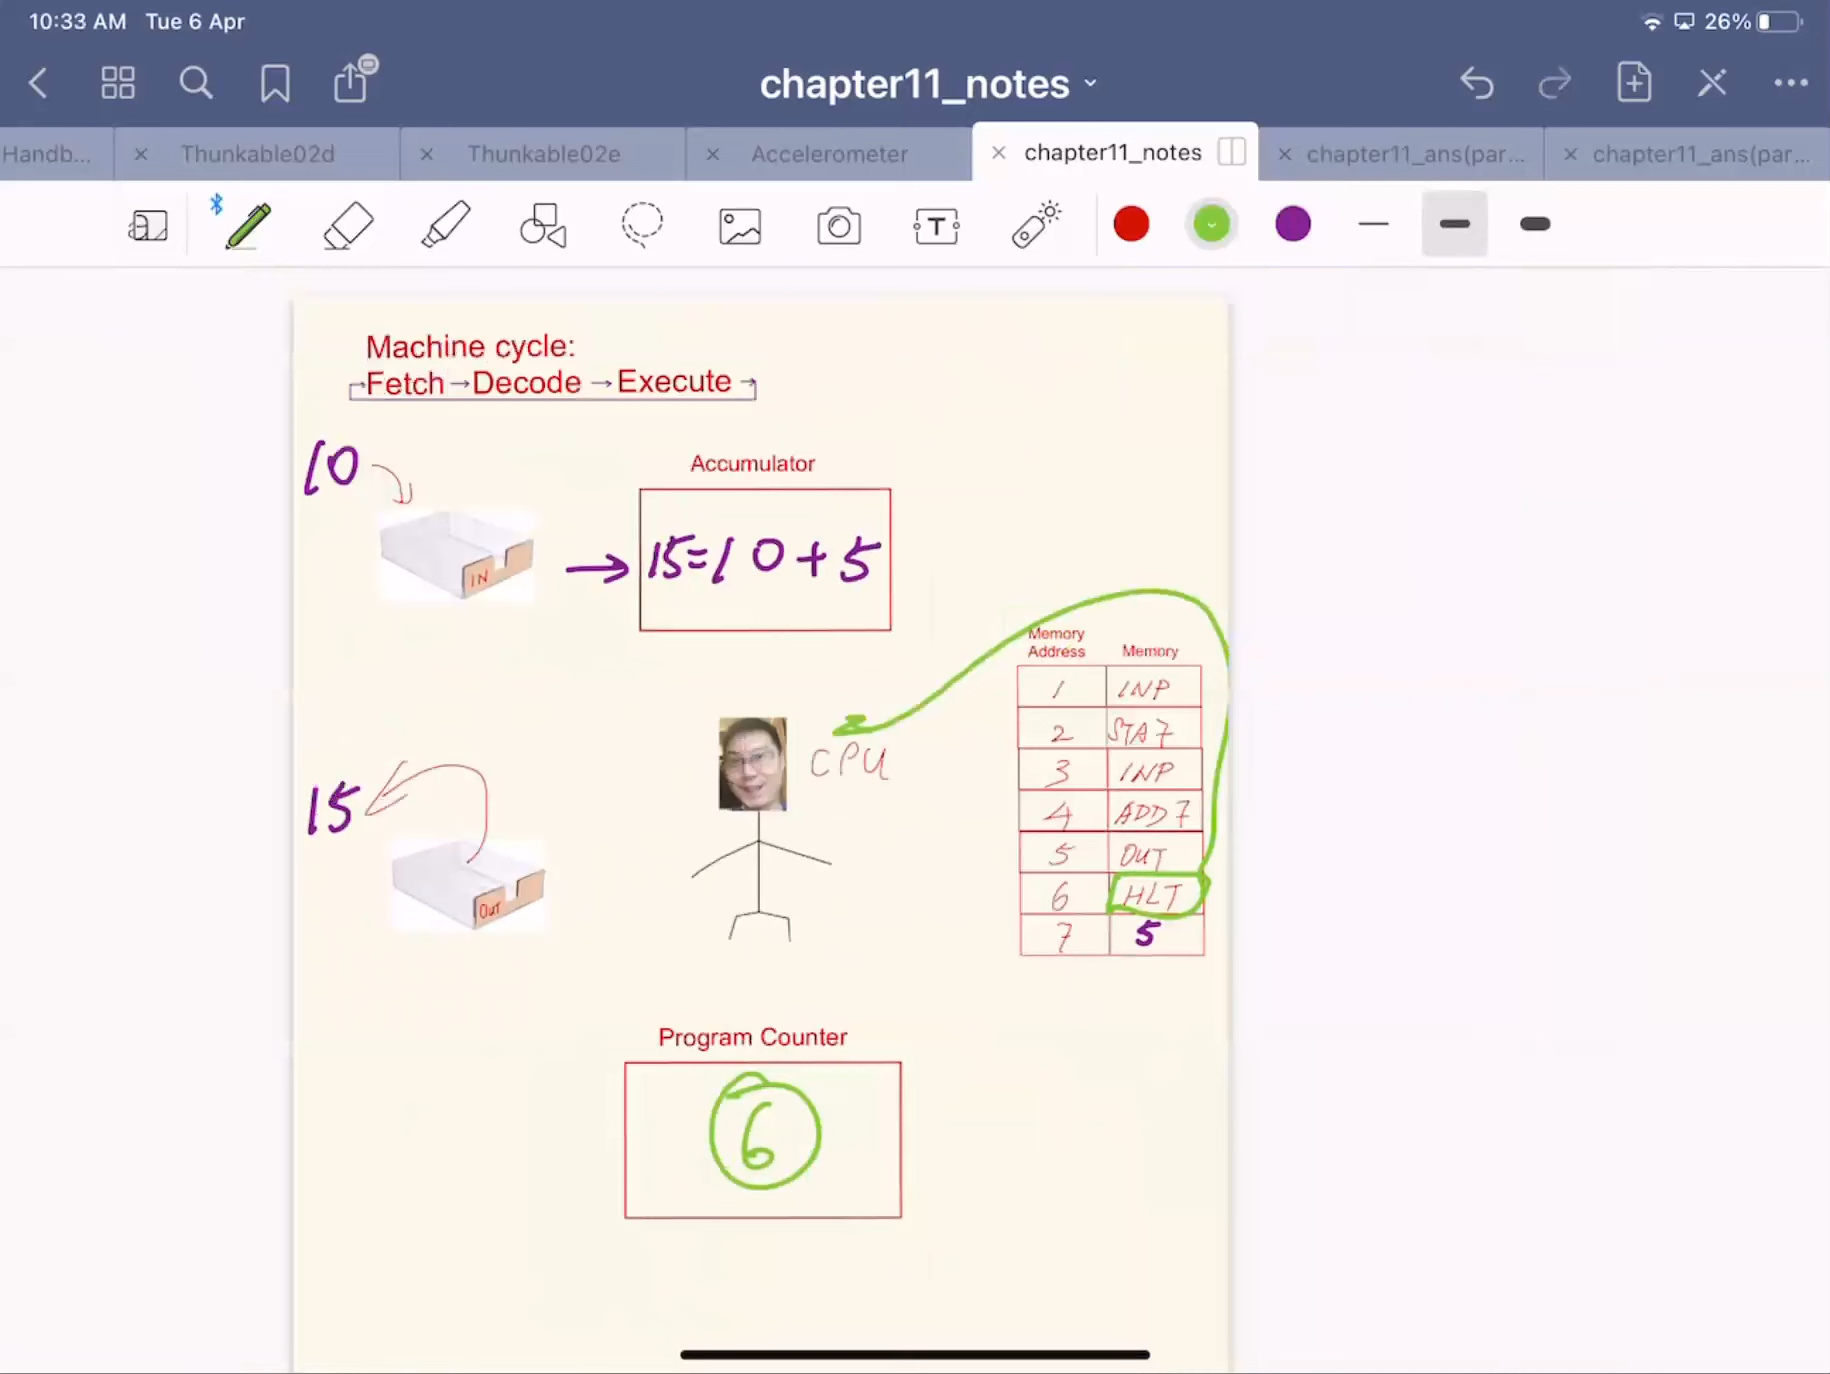 10:33 AM Tue 6 Apr
26%
chapter11_notes
Handb...
Thunkable02d
Thunkable02e
Accelerometer
chapter11_notes
chapter11_ans(par...
chapter11_ans(par...
T
Machine cycle:
→Fetch→Decode→Execute→
10
Accumulator
IN
→ 15=10+5
Memory Address Memory
1 INP
2 STA 7
3 INP
4 ADD 7
5 OUT
6 HLT
7 5
CPU
15
Out
Program Counter
6